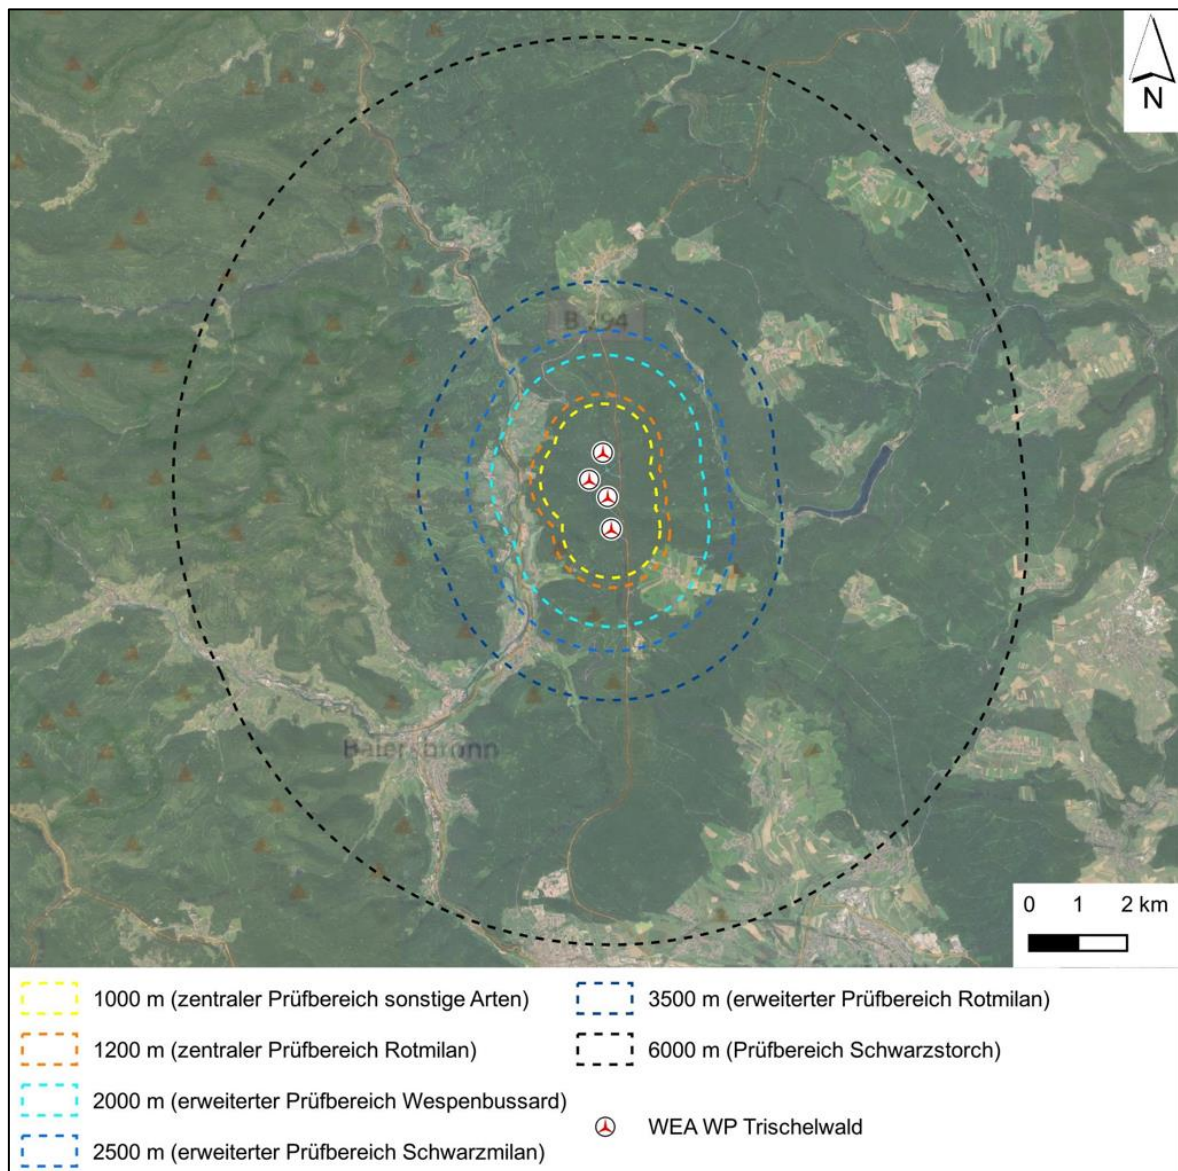 N
B 294
Baiersbronn
0 1 2 km
1000 m (zentraler Prüfbereich sonstige Arten)
1200 m (zentraler Prüfbereich Rotmilan)
2000 m (erweiterter Prüfbereich Wespenbussard)
2500 m (erweiterter Prüfbereich Schwarzmilan)
3500 m (erweiterter Prüfbereich Rotmilan)
6000 m (Prüfbereich Schwarzstorch)
WEA WP Trischelwald